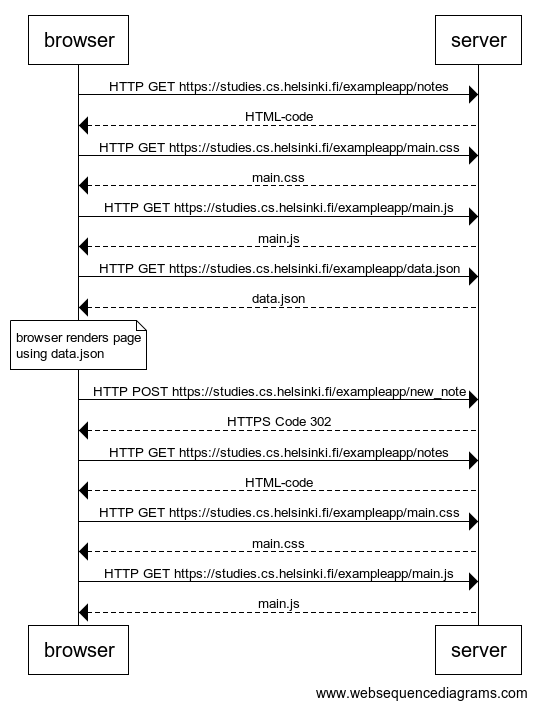 browser server
HTTP GET https://studies.cs.helsinki.fi/exampleapp/notes
HTML-code
HTTP GET https://studies.cs.helsinki.fi/exampleapp/main.css
main.css
HTTP GET https://studies.cs.helsinki.fi/exampleapp/main.js
main.js
HTTP GET https://studies.cs.helsinki.fi/exampleapp/data.json
data.json
browser renders page
using data.json
HTTP POST https://studies.cs.helsinki.fi/exampleapp/new_note
HTTPS Code 302
HTTP GET https://studies.cs.helsinki.fi/exampleapp/notes
HTML-code
HTTP GET https://studies.cs.helsinki.fi/exampleapp/main.css
main.css
HTTP GET https://studies.cs.helsinki.fi/exampleapp/main.js
main.js
browser server
www.websequencediagrams.com